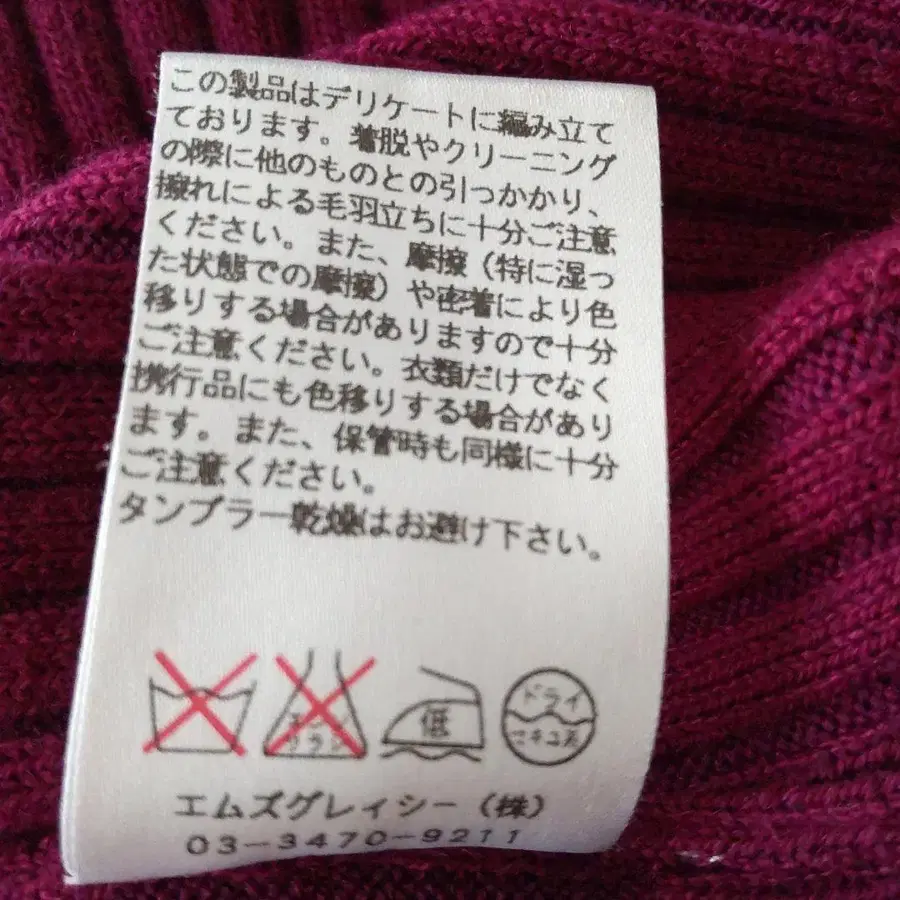 この製品はデリケートに編み立て
ております。着脱やクリーニング
の際に他のものとの引っかかり、
擦れによる毛羽立ちに十分ご注意
ください。また、摩擦（特に湿っ
た状態での摩擦）や密着により色
移りする場合がありますので十分
ご注意ください。衣類だけでなく
携行品にも色移りする場合があり
ます。また、保管時も同様に十分
ご注意ください。
タンブラー乾燥はお避け下さい。
低
ドライ
エムズグレイシー（株）
03-3470-9211